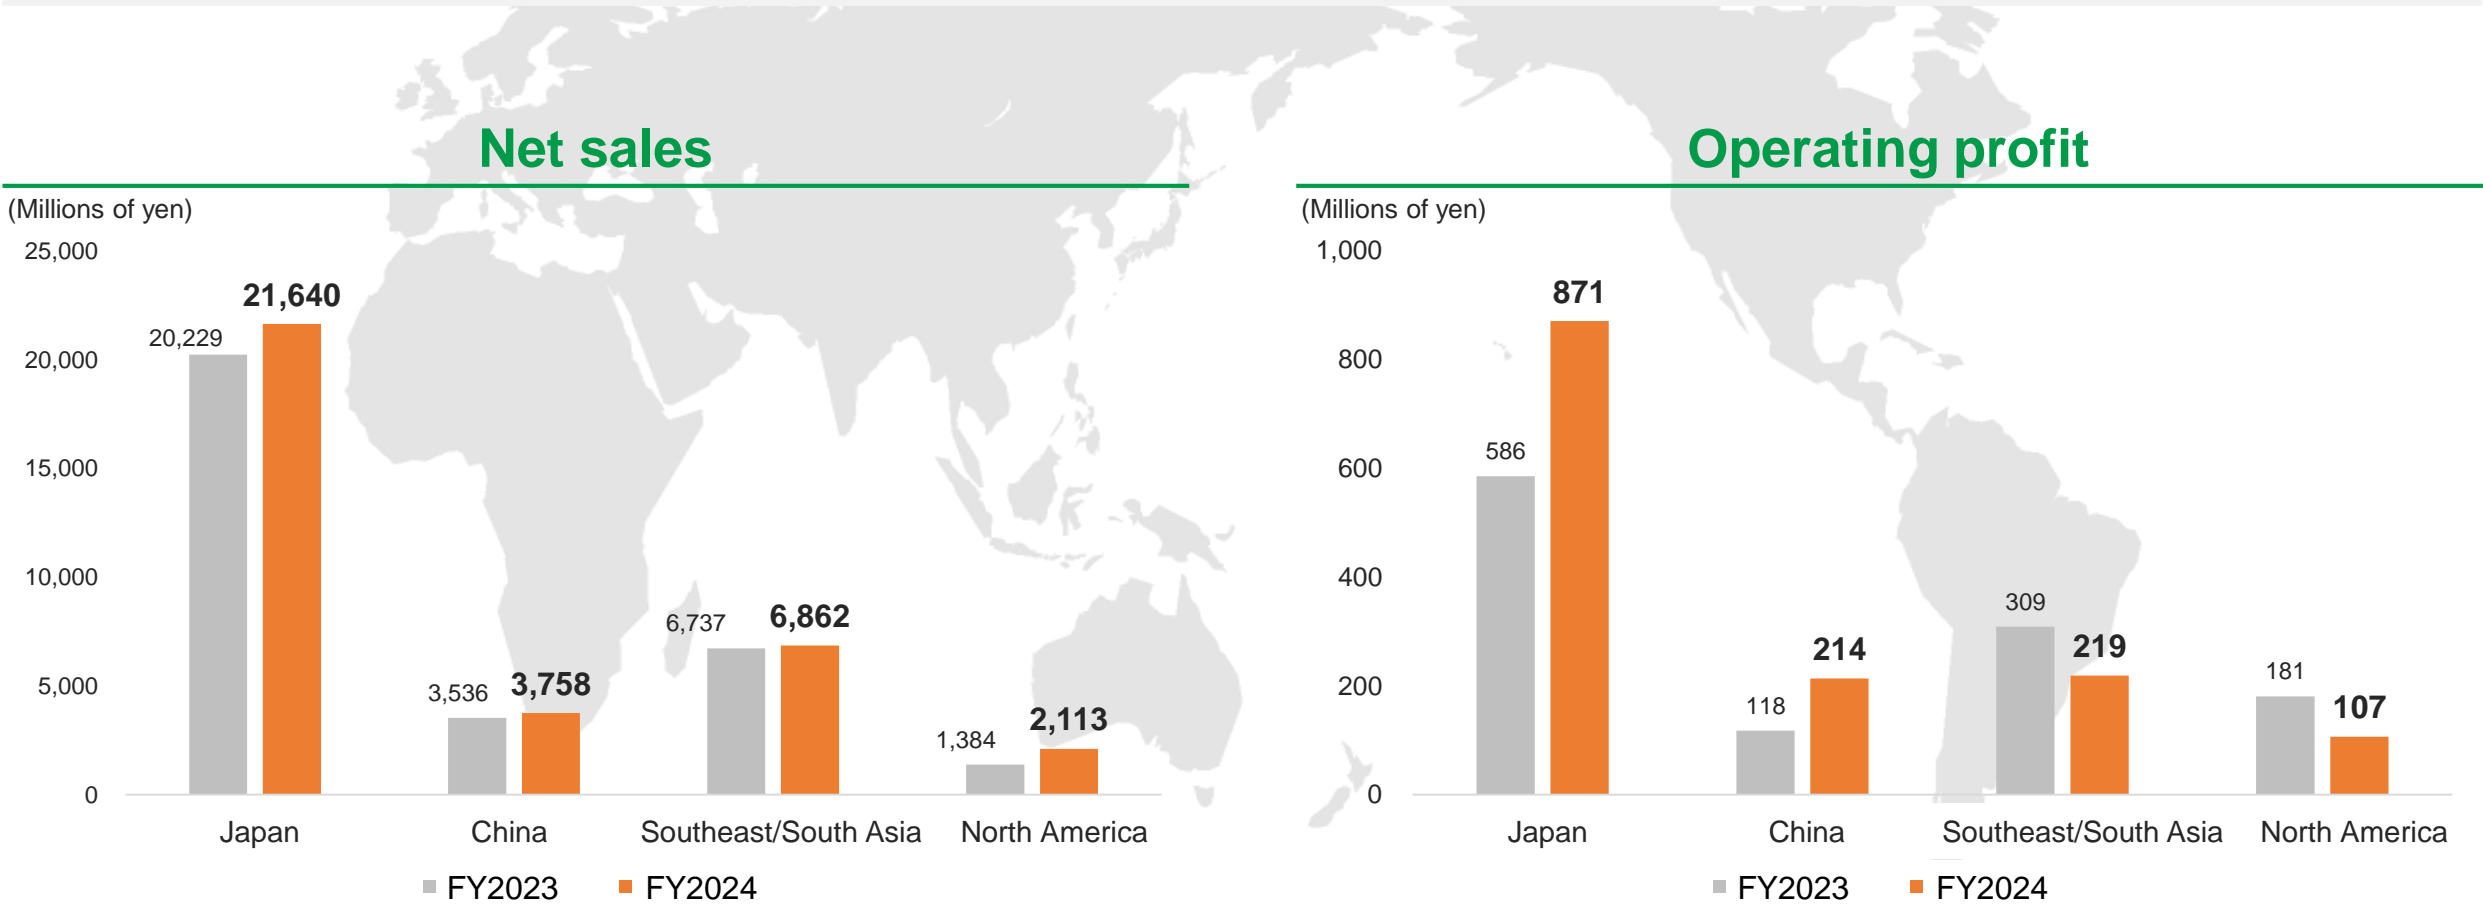 Net sales
(Millions of yen)
25,000
20,000
15,000
10,000
5,000
0
20,229
21,640
3,536
3,758
6,737
6,862
1,384
2,113
Japan
China
Southeast/South Asia
North America
FY2023
FY2024
Operating profit
(Millions of yen)
1,000
800
600
400
200
0
586
871
118
214
309
219
181
107
Japan
China
Southeast/South Asia
North America
FY2023
FY2024